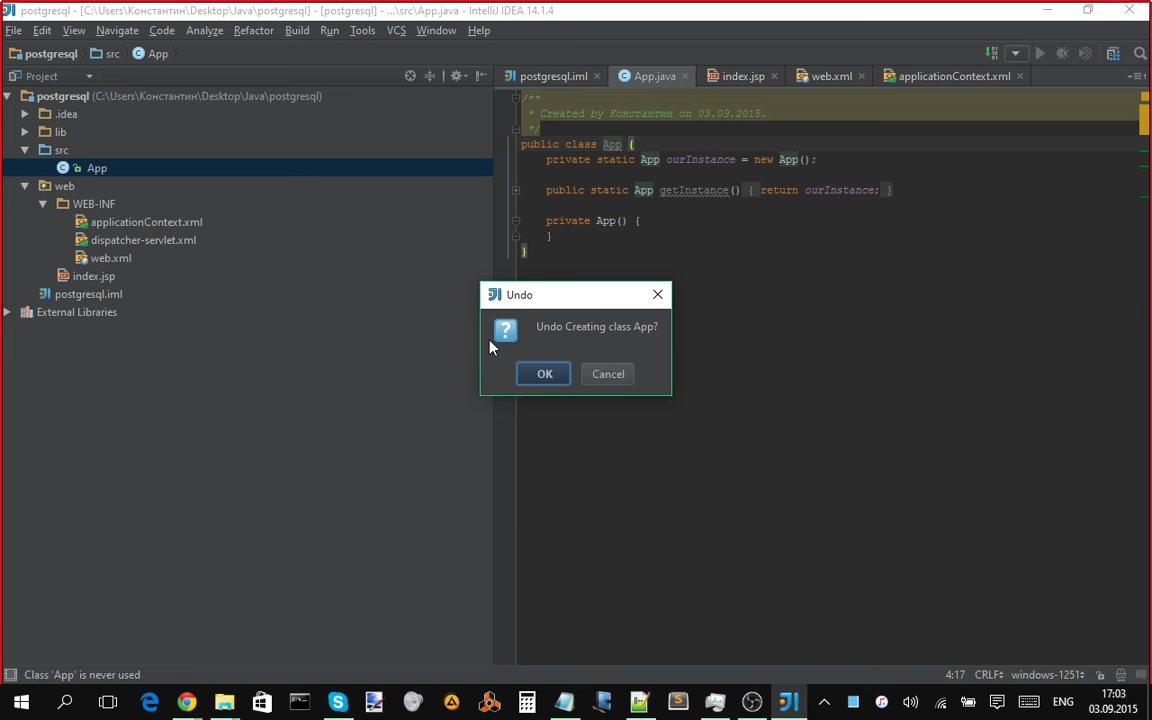 postgresql - [C:\Users\Константин\Desktop\Java\postgresql] - [postgresql] - ...\src\App.java - IntelliJ IDEA 14.1.4
File Edit View Navigate Code Analyze Refactor Build Run Tools VCS Window Help
postgresql src App
Project
postgresql.iml App.java index.jsp web.xml applicationContext.xml
postgresql (C:\Users\Константин\Desktop\Java\postgresql)
.idea
lib
src
App
web
WEB-INF
applicationContext.xml
dispatcher-servlet.xml
web.xml
index.jsp
postgresql.iml
External Libraries
/**
* Created by Константин on 03.09.2015.
*/
public class App {
private static App ourInstance = new App();
public static App getInstance() { return ourInstance; }
private App() {
}
}
Undo
Undo Creating class App?
OK Cancel
Class 'App' is never used
4:17 CRLF windows-1251
ENG
17:03
03.09.2015